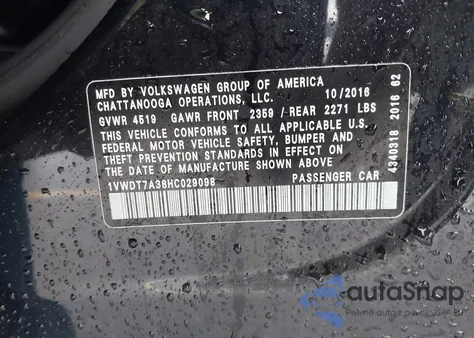 MFD BY VOLKSWAGEN GROUP OF AMERICA
CHATTANOOGA OPERATIONS, LLC. 10/2016
GVWR 4519 GAWR FRONT 2359 /REAR 2271 LBS
THIS VEHICLE CONFORMS TO ALL APPLICABLE U.S.
FEDERAL MOTOR VEHICLE SAFETY, BUMPER AND
THEFT PREVENTION STANDARDS IN EFFECT ON
THE DATE OF MANUFACTURE SHOWN ABOVE.
1VWDT7A38HC029098 PASSENGER CAR
4340318 2016 62
autoSnap